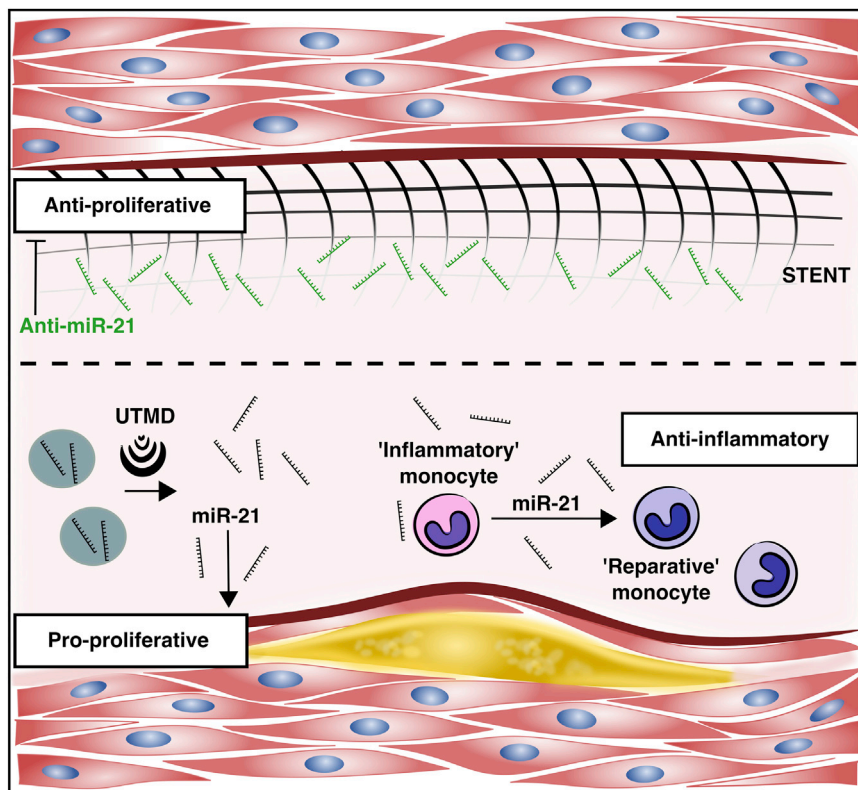 Anti-proliferative
STENT
Anti-miR-21
UTMD
miR-21
'Inflammatory'
monocyte
miR-21
Anti-inflammatory
'Reparative'
monocyte
Pro-proliferative